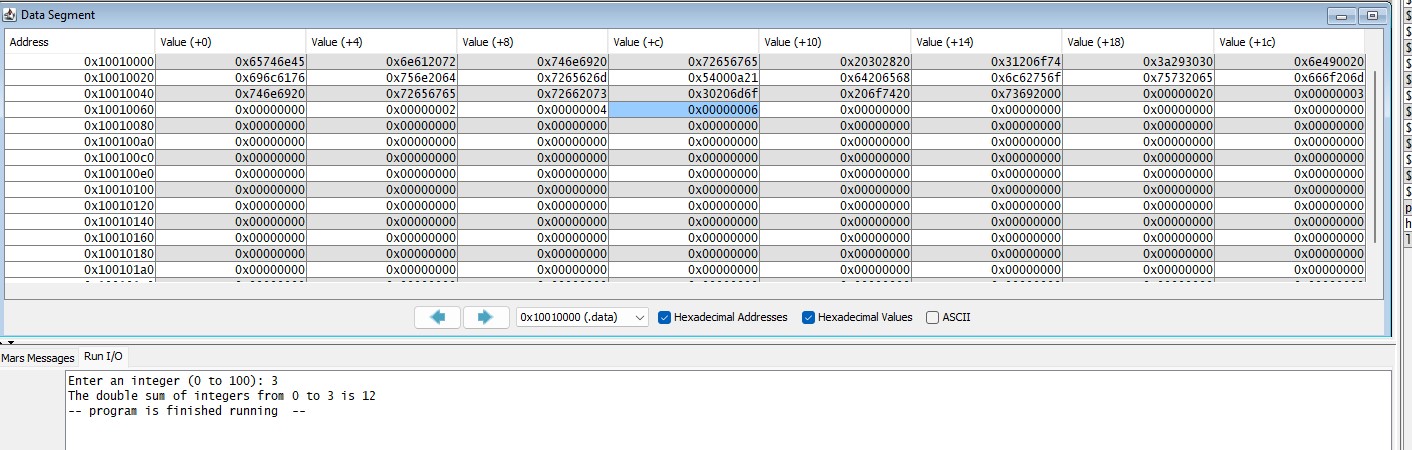 Data Segment
Address Value (+0) Value (+4) Value (+8) Value (+c) Value (+10) Value (+14) Value (+18) Value (+1c)
0x10010000 0x65746e45 0x6e612072 0x746e6920 0x72656765 0x20302820 0x31206f74 0x3a293030 0x6e490020
0x10010020 0x696c6176 0x756e2064 0x7265626d 0x54000a21 0x64206568 0x6c62756f 0x75732065 0x666f206d
0x10010040 0x746e6920 0x72656765 0x72662073 0x30206d6f 0x206f7420 0x73692000 0x00000020 0x00000003
0x10010060 0x00000000 0x00000002 0x00000004 0x00000006 0x00000000 0x00000000 0x00000000 0x00000000
0x10010080 0x00000000 0x00000000 0x00000000 0x00000000 0x00000000 0x00000000 0x00000000 0x00000000
0x100100a0 0x00000000 0x00000000 0x00000000 0x00000000 0x00000000 0x00000000 0x00000000 0x00000000
0x100100c0 0x00000000 0x00000000 0x00000000 0x00000000 0x00000000 0x00000000 0x00000000 0x00000000
0x100100e0 0x00000000 0x00000000 0x00000000 0x00000000 0x00000000 0x00000000 0x00000000 0x00000000
0x10010100 0x00000000 0x00000000 0x00000000 0x00000000 0x00000000 0x00000000 0x00000000 0x00000000
0x10010120 0x00000000 0x00000000 0x00000000 0x00000000 0x00000000 0x00000000 0x00000000 0x00000000
0x10010140 0x00000000 0x00000000 0x00000000 0x00000000 0x00000000 0x00000000 0x00000000 0x00000000
0x10010160 0x00000000 0x00000000 0x00000000 0x00000000 0x00000000 0x00000000 0x00000000 0x00000000
0x10010180 0x00000000 0x00000000 0x00000000 0x00000000 0x00000000 0x00000000 0x00000000 0x00000000
0x100101a0 0x00000000 0x00000000 0x00000000 0x00000000 0x00000000 0x00000000 0x00000000 0x00000000
0x10010000 (.data) Hexadecimal Addresses Hexadecimal Values ASCII
Mars Messages Run I/O
Enter an integer (0 to 100): 3
The double sum of integers from 0 to 3 is 12
-- program is finished running --